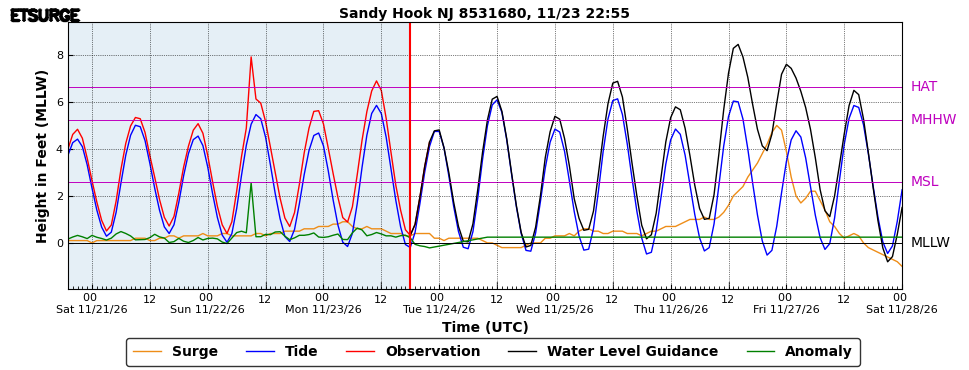 ETSURGE
Sandy Hook NJ 8531680, 11/23 22:55
Height in Feet (MLLW)
8
6
4
2
0
HAT
MHHW
MSL
MLLW
00 12 00 12 00 12 00 12 00 12 00 12 00 12 00
Sat 11/21/26 Sun 11/22/26 Mon 11/23/26 Tue 11/24/26 Wed 11/25/26 Thu 11/26/26 Fri 11/27/26 Sat 11/28/26
Time (UTC)
Surge Tide Observation Water Level Guidance Anomaly